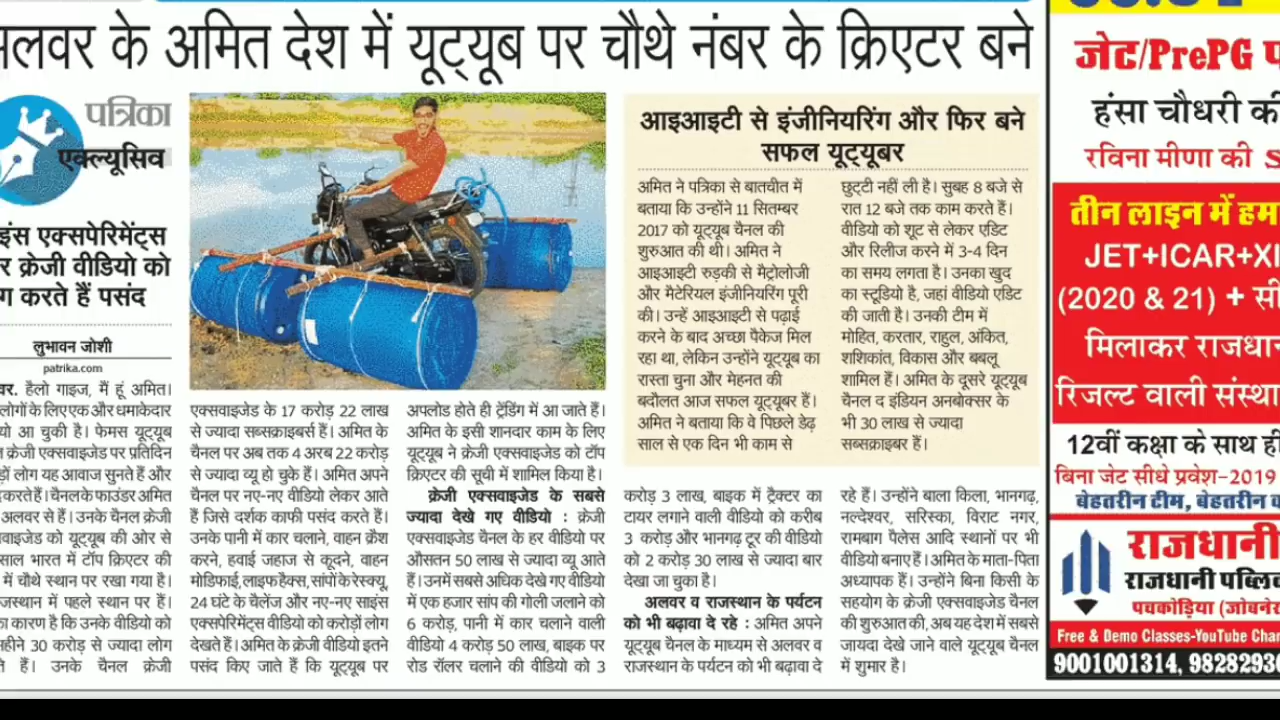 अलवर के अमित देश में यूट्यूब पर चौथे नंबर के क्रिएटर बने
पत्रिका
एक्सक्लूसिव
इंस एक्सपेरिमेंट्स
र क्रेजी वीडियो को
ग करते हैं पसंद
लुभावन जोशी
patrika.com
वर. हैलो गाइज, मैं हूं अमित।
लोगों के लिए एक और धमाकेदार
यो आ चुकी है। फेमस यूट्यूब
ल क्रेजी एक्सवाइजेड पर प्रतिदिन
ड़ों लोग यह आवाज सुनते हैं और
करते हैं। चैनल के फाउंडर अमित
अलवर से हैं। उनके चैनल क्रेजी
वाइजेड को यूट्यूब की ओर से
साल भारत में टॉप क्रिएटर की
में चौथे स्थान पर रखा गया है।
जस्थान में पहले स्थान पर हैं।
का कारण है कि उनके वीडियो को
महीने 30 करोड़ से ज्यादा लोग
ते हैं। उनके चैनल क्रेजी
एक्सवाइजेड के 17 करोड़ 22 लाख
से ज्यादा सब्सक्राइबर्स हैं। अमित के
चैनल पर अब तक 4 अरब 22 करोड़
से ज्यादा व्यू हो चुके हैं। अमित अपने
चैनल पर नए-नए वीडियो लेकर आते
हैं जिसे दर्शक काफी पसंद करते हैं।
उनके पानी में कार चलाने, वाहन क्रैश
करने, हवाई जहाज से कूदने, वाहन
मोडिफाई, लाइफ हैक्स, सांपों के रेस्क्यू,
24 घंटे के चैलेंज और नए-नए साइंस
एक्सपेरिमेंट्स वीडियो को करोड़ों लोग
देखते हैं। अमित के क्रेजी वीडियो इतने
पसंद किए जाते हैं कि यूट्यूब पर
अपलोड होते ही ट्रेंडिंग में आ जाते हैं।
अमित के इसी शानदार काम के लिए
यूट्यूब ने क्रेजी एक्सवाइजेड को टॉप
क्रिएटर की सूची में शामिल किया है।
क्रेजी एक्सवाइजेड के सबसे
ज्यादा देखे गए वीडियो : क्रेजी
एक्सवाइजेड चैनल के हर वीडियो पर
औसतन 50 लाख से ज्यादा व्यू आते
हैं। उनमें सबसे अधिक देखे गए वीडियो
में एक हजार सांप की गोली जलाने को
6 करोड़, पानी में कार चलाने वाली
वीडियो 4 करोड़ 50 लाख, बाइक पर
रोड रॉलर चलाने की वीडियो को 3
आइआइटी से इंजीनियरिंग और फिर बने
सफल यूट्यूबर
अमित ने पत्रिका से बातचीत में
बताया कि उन्होंने 11 सितम्बर
2017 को यूट्यूब चैनल की
शुरुआत की थी। अमित ने
आइआइटी रुड़की से मैट्रोलोजी
और मैटेरियल इंजीनियरिंग पूरी
की। उन्हें आइआइटी से पढ़ाई
करने के बाद अच्छा पैकेज मिल
रहा था, लेकिन उन्होंने यूट्यूब का
रास्ता चुना और मेहनत की
बदौलत आज सफल यूट्यूबर हैं।
अमित ने बताया कि वे पिछले डेढ़
साल से एक दिन भी काम से
छुट्टी नहीं ली है। सुबह 8 बजे से
रात 12 बजे तक काम करते हैं।
वीडियो को शूट से लेकर एडिट
और रिलीज करने में 3-4 दिन
का समय लगता है। उनका खुद
का स्टूडियो है, जहां वीडियो एडिट
की जाती है। उनकी टीम में
मोहित, करतार, राहुल, अंकित,
शशिकांत, विकास और बबलू
शामिल हैं। अमित के दूसरे यूट्यूब
चैनल द इंडियन अनबोक्सर के
भी 30 लाख से ज्यादा
सब्सक्राइबर हैं।
करोड़ 3 लाख, बाइक में ट्रैक्टर का
टायर लगाने वाली वीडियो को करीब
3 करोड़ और भानगढ़ टूर की वीडियो
को 2 करोड़ 30 लाख से ज्यादा बार
देखा जा चुका है।
अलवर व राजस्थान के पर्यटन
को भी बढ़ावा दे रहे : अमित अपने
यूट्यूब चैनल के माध्यम से अलवर व
राजस्थान के पर्यटन को भी बढ़ावा दे
रहे हैं। उन्होंने बाला किला, भानगढ़,
नल्देश्वर, सरिस्का, विराट नगर,
रामबाग पैलेस आदि स्थानों पर भी
वीडियो बनाए हैं। अमित के माता-पिता
अध्यापक हैं। उन्होंने बिना किसी के
सहयोग के क्रेजी एक्सवाइजेड चैनल
की शुरुआत की, अब यह देश में सबसे
जायदा देखे जाने वाले यूट्यूब चैनल
में शुमार है।
जेट/PrePG
हंसा चौधरी की
रविना मीणा की
तीन लाइन में हम
JET+ICAR+XI
(2020 & 21) + सी
मिलाकर राजधान
रिजल्ट वाली संस्था
12वीं कक्षा के साथ ही
बिना जेट सीधे प्रवेश-2019
बेहतरीन टीम, बेहतरीन
राजधानी
राजधानी पब्लि
पचकोड़िया (जोबनेर
Free & Demo Classes-YouTube Chan
9001001314, 98282930